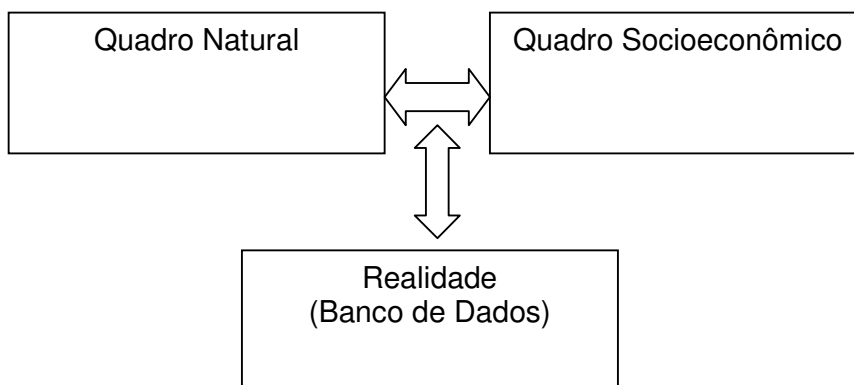 Quadro Natural
Quadro Socioeconômico
Realidade
(Banco de Dados)